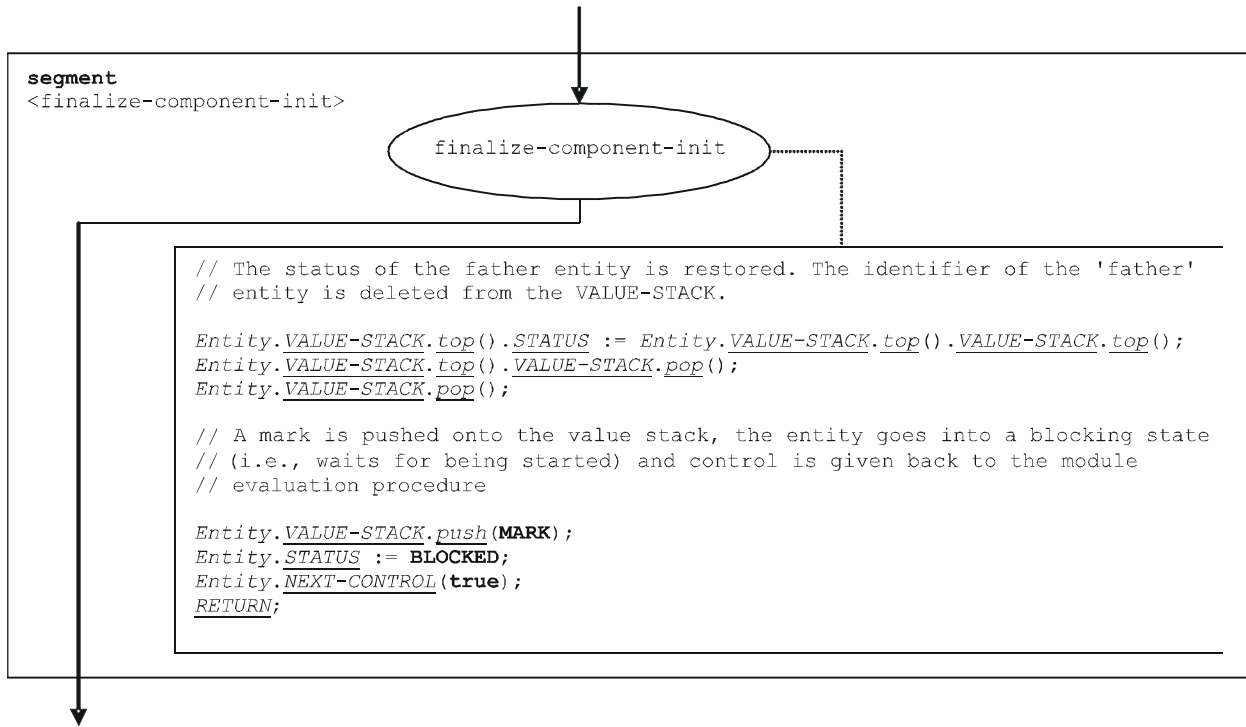 segment
<finalize-component-init>
finalize-component-init
// The status of the father entity is restored. The identifier of the 'father'
// entity is deleted from the VALUE-STACK.
Entity.VALUE-STACK.top().STATUS := Entity.VALUE-STACK.top().VALUE-STACK.top();
Entity.VALUE-STACK.top().VALUE-STACK.pop();
Entity.VALUE-STACK.pop();
// A mark is pushed onto the value stack, the entity goes into a blocking state
// (i.e., waits for being started) and control is given back to the module
// evaluation procedure
Entity.VALUE-STACK.push(MARK);
Entity.STATUS := BLOCKED;
Entity.NEXT-CONTROL(true);
RETURN;